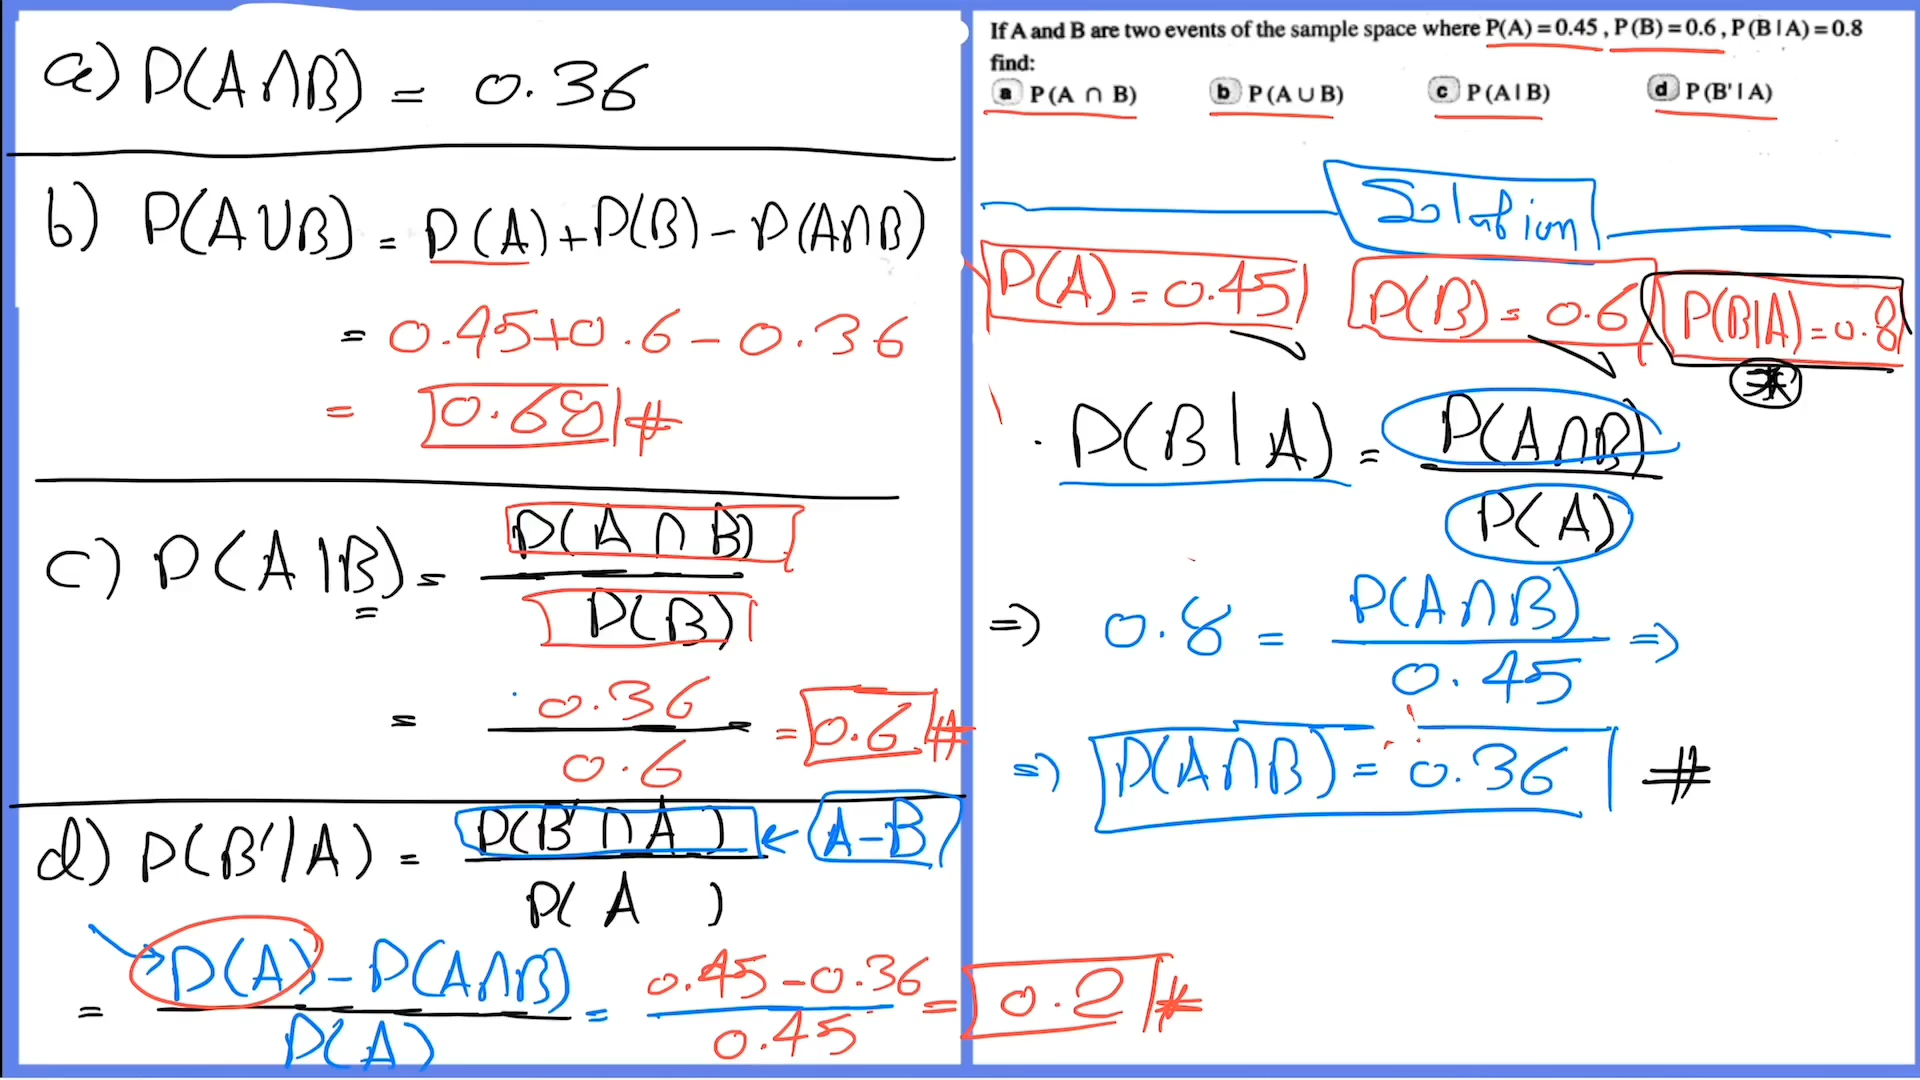 If A and B are two events of the sample space where P(A) = 0.45 , P(B) = 0.6 , P(B | A) = 0.8
find:
a P(A ∩ B) b P(A ∪ B) c P(A | B) d P(B' | A)
Solution
P(A) = 0.45 P(B) = 0.6 P(B|A) = 0.8
P(B | A) = P(A∩B) / P(A)
=> 0.8 = P(A∩B) / 0.45 =>
=> P(A∩B) = 0.36 #
a) P(A∩B) = 0.36
b) P(A∪B) = P(A) + P(B) - P(A∩B)
= 0.45 + 0.6 - 0.36
= 0.68 #
c) P(A|B) = P(A∩B) / P(B)
= 0.36 / 0.6 = 0.6 #
d) P(B'|A) = P(B'∩A) / P(A) ← A-B
= P(A) - P(A∩B) / P(A) = 0.45 - 0.36 / 0.45 = 0.2 #